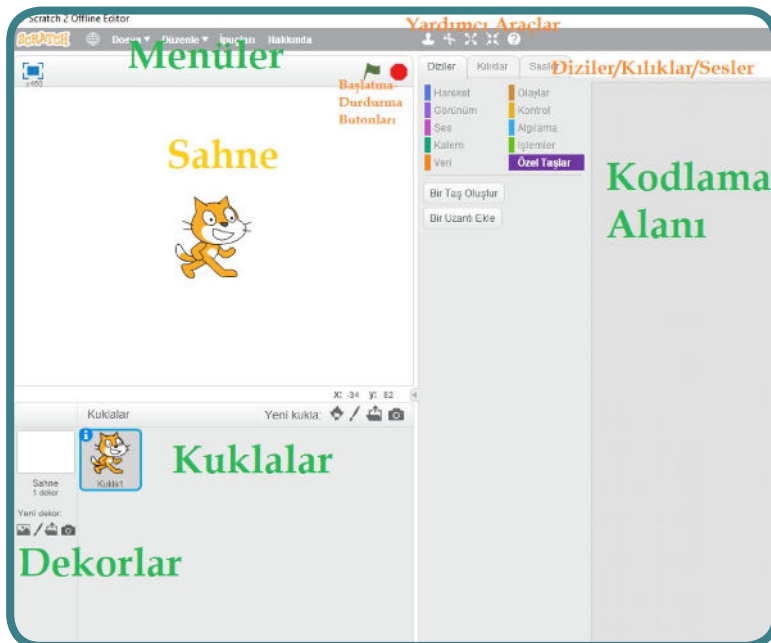 Scratch 2 Offline Editor
Yardımcı Araçlar
SCRATCH Dosya Düzenle İpuçları Hakkında
Menüler
v460
Başlatma-
Durdurma
Butonları
Diziler Kılıklar Sesler
Diziler/Kılıklar/Sesler
Hareket Olaylar
Görünüm Kontrol
Ses Algılama
Kalem İşlemler
Veri Özel Taşlar
Bir Taş Oluştur
Bir Uzantı Ekle
Sahne
Kodlama
Alanı
x: -34 y: 82
Kuklalar Yeni kukla:
Kukla1
Kuklalar
Sahne
1 dekor
Yeni dekor:
Dekorlar